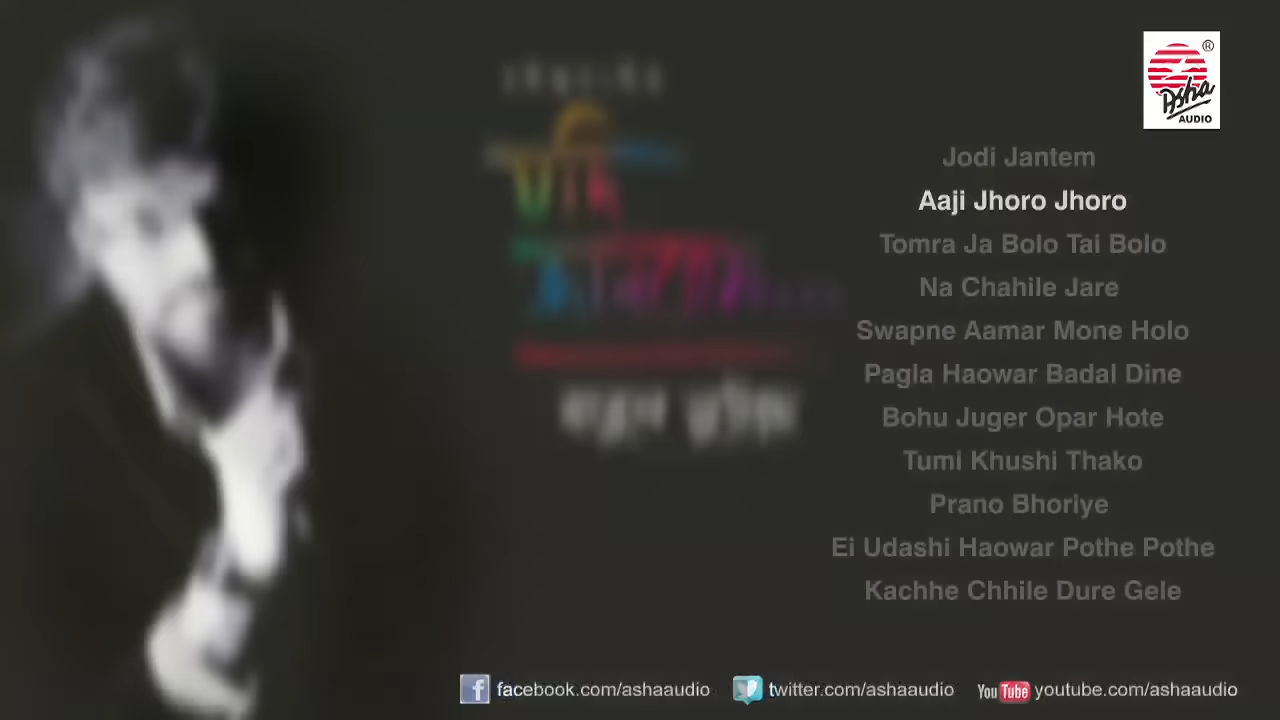 Asha
AUDIO
®
Jodi Jantem
Aaji Jhoro Jhoro
Tomra Ja Bolo Tai Bolo
Na Chahile Jare
Swapne Aamar Mone Holo
Pagla Haowar Badal Dine
Bohu Juger Opar Hote
Tumi Khushi Thako
Prano Bhoriye
Ei Udashi Haowar Pothe Pothe
Kachhe Chhile Dure Gele
facebook.com/ashaaudio
twitter.com/ashaaudio
YouTube youtube.com/ashaaudio